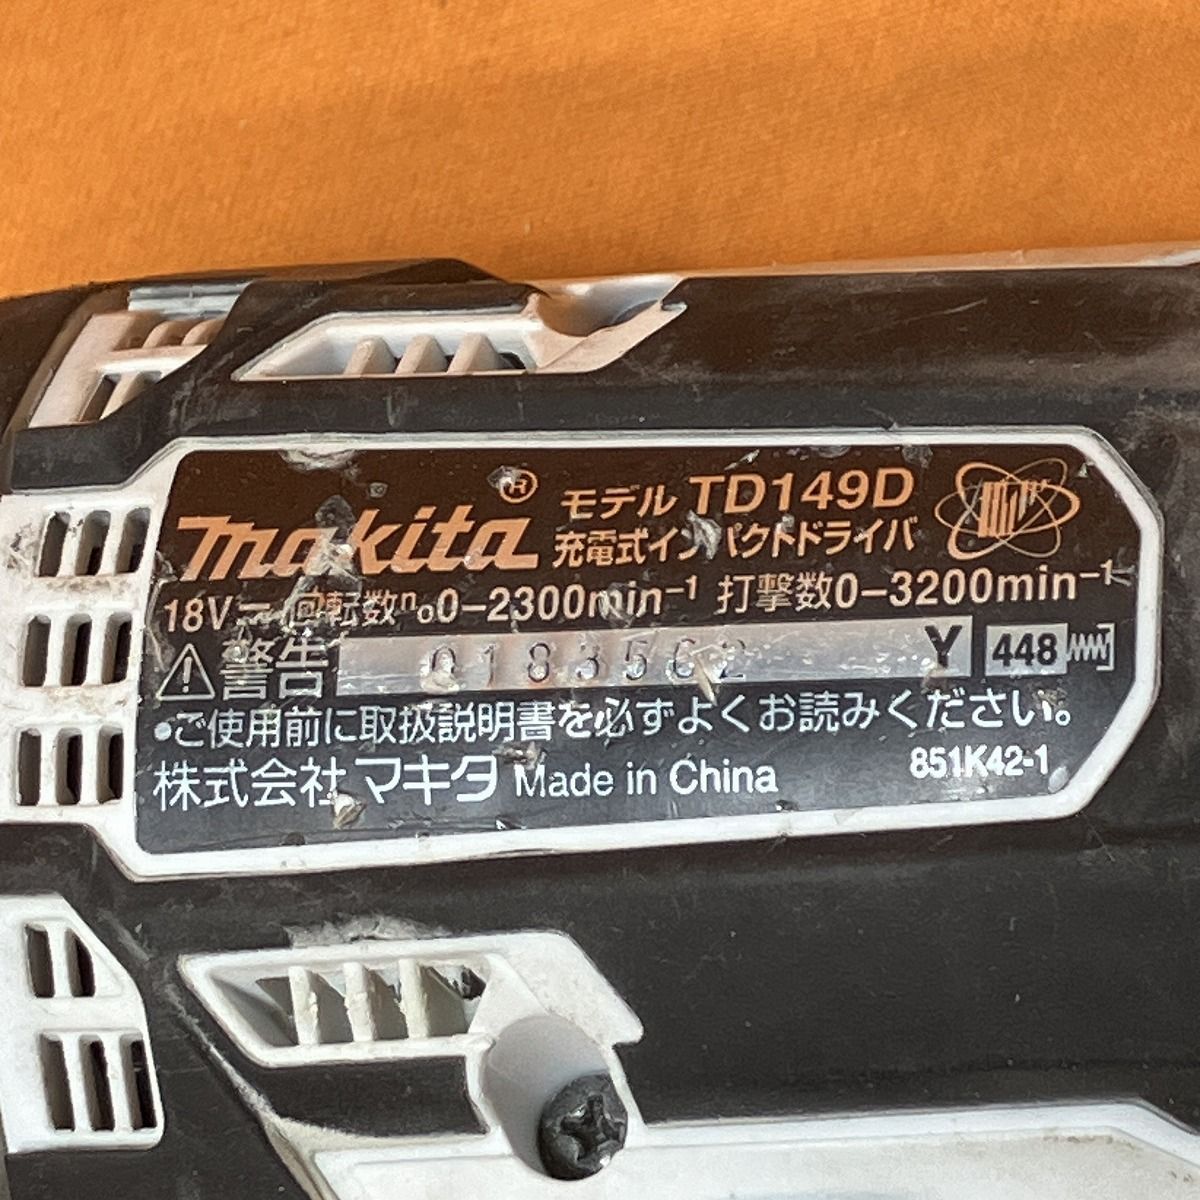 makita® モデル TD149D
充電式インパクトドライバ
18V⎓ 回転数n₀0-2300min⁻¹ 打撃数0-3200min⁻¹
⚠警告 0183562 Y 448
•ご使用前に取扱説明書を必ずよくお読みください。
株式会社マキタ Made in China 851K42-1